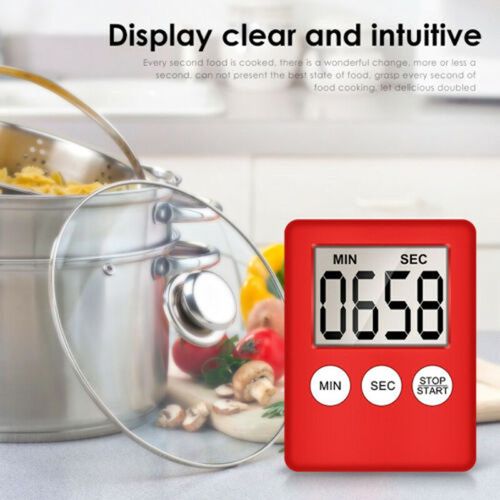 Display clear and intuitive
Every second food is cooked, there is a wonderful change, more or less a
second, can not present the best state of food, grasp every second of
food cooking, let delicious doubled
MIN SEC
0658
MIN SEC STOP
START